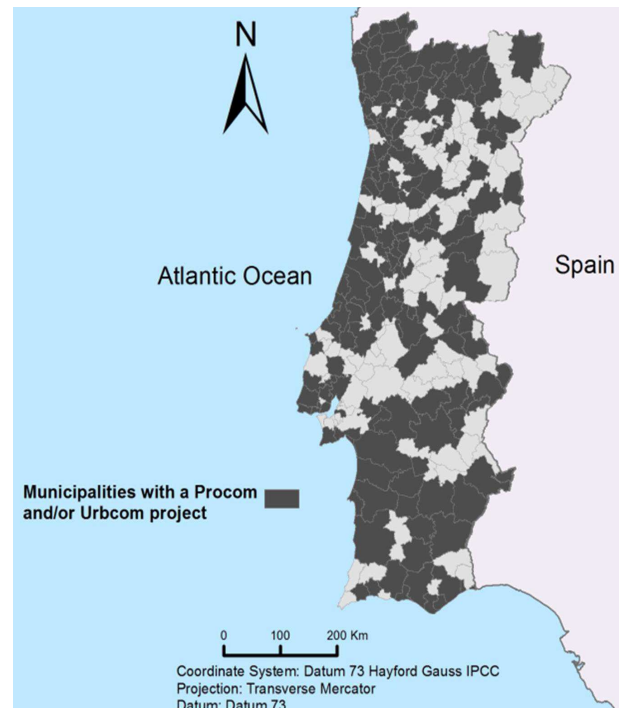 N
Atlantic Ocean
Spain
Municipalities with a Procom
and/or Urbcom project
0 100 200 Km
Coordinate System: Datum 73 Hayford Gauss IPCC
Projection: Transverse Mercator
Datum: Datum 73